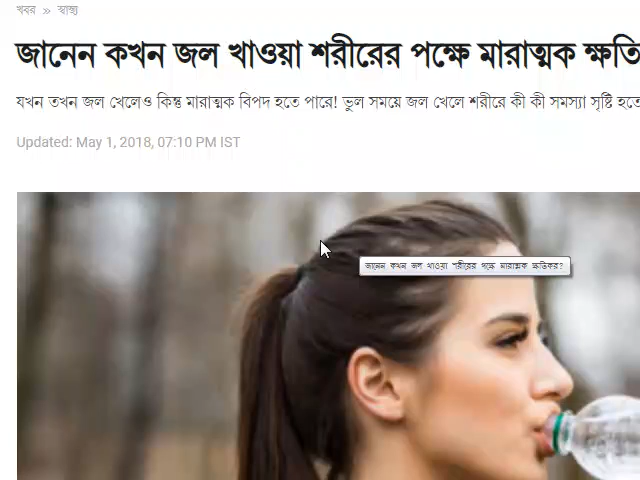 খবর » স্বাস্থ্য
জানেন কখন জল খাওয়া শরীরের পক্ষে মারাত্মক ক্ষতি
যখন তখন জল খেলেও কিন্তু মারাত্মক বিপদ হতে পারে! ভুল সময়ে জল খেলে শরীরে কী কী সমস্যা সৃষ্টি হতে
Updated: May 1, 2018, 07:10 PM IST
জানেন কখন জল খাওয়া শরীরের পক্ষে মারাত্মক ক্ষতিকর?